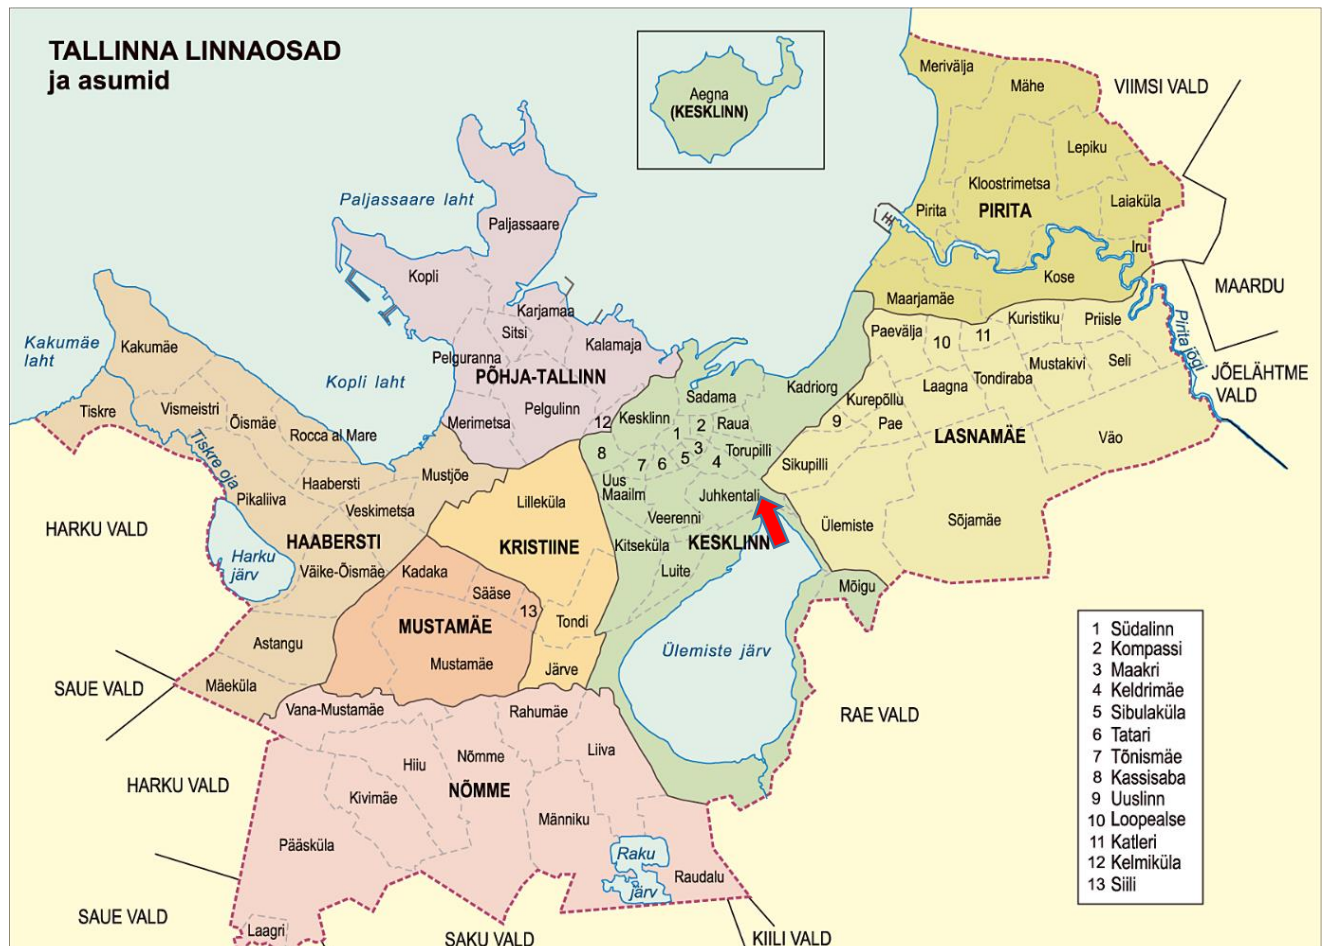 TALLINNA LINNAOSAD
ja asumid
Aegna
(KESKLINN)
Merivälja
Mähe
VIIMSI VALD
Lepiku
Kloostrimetsa
PIRITA
Pirita
Laiaküla
Iru
Kose
Maarjamäe
MAARDU
Pirita jõgi
JÕELÄHTME
VALD
Paljassaare laht
Paljassaare
Kopli
Karjamaa
Sitsi
Kalamaja
Pelguranna
PÕHJA-TALLINN
Pelgulinn
Merimetsa
12
Kakumäe
laht
Kakumäe
Kopli laht
Tiskre
Vismeistri
Õismäe
Rocca al Mare
Tiskre oja
Mustjõe
Haabersti
Pikaliiva
Veskimetsa
HAABERSTI
Harku
järv
Väike-Õismäe
Astangu
Mäeküla
HARKU VALD
Lilleküla
KRISTIINE
Tondi
Järve
Kadaka
Sääse
13
MUSTAMÄE
Mustamäe
Kesklinn
Sadama
Kadriorg
1
2
Raua
8
7
6
5
3
4
Torupilli
Uus
Maailm
Juhkentali
Veerenni
Kitseküla
KESKLINN
Luite
Mõigu
Ülemiste järv
Paevälja
10
11
Kuristiku
Priisle
Mustakivi
Seli
Laagna
Tondiraba
Kurepõllu
9
Pae
LASNAMÄE
Väo
Sikupilli
Ülemiste
Sõjamäe
SAUE VALD
RAE VALD
Vana-Mustamäe
Rahumäe
Nõmme
Liiva
Hiiu
NÕMME
Kivimäe
Männiku
Pääsküla
HARKU VALD
Raku
järv
Raudalu
Laagri
SAUE VALD
SAKU VALD
KIILI VALD
1 Südalinn
2 Kompassi
3 Maakri
4 Keldrimäe
5 Sibulaküla
6 Tatari
7 Tõnismäe
8 Kassisaba
9 Uuslinn
10 Loopealse
11 Katleri
12 Kelmiküla
13 Siili